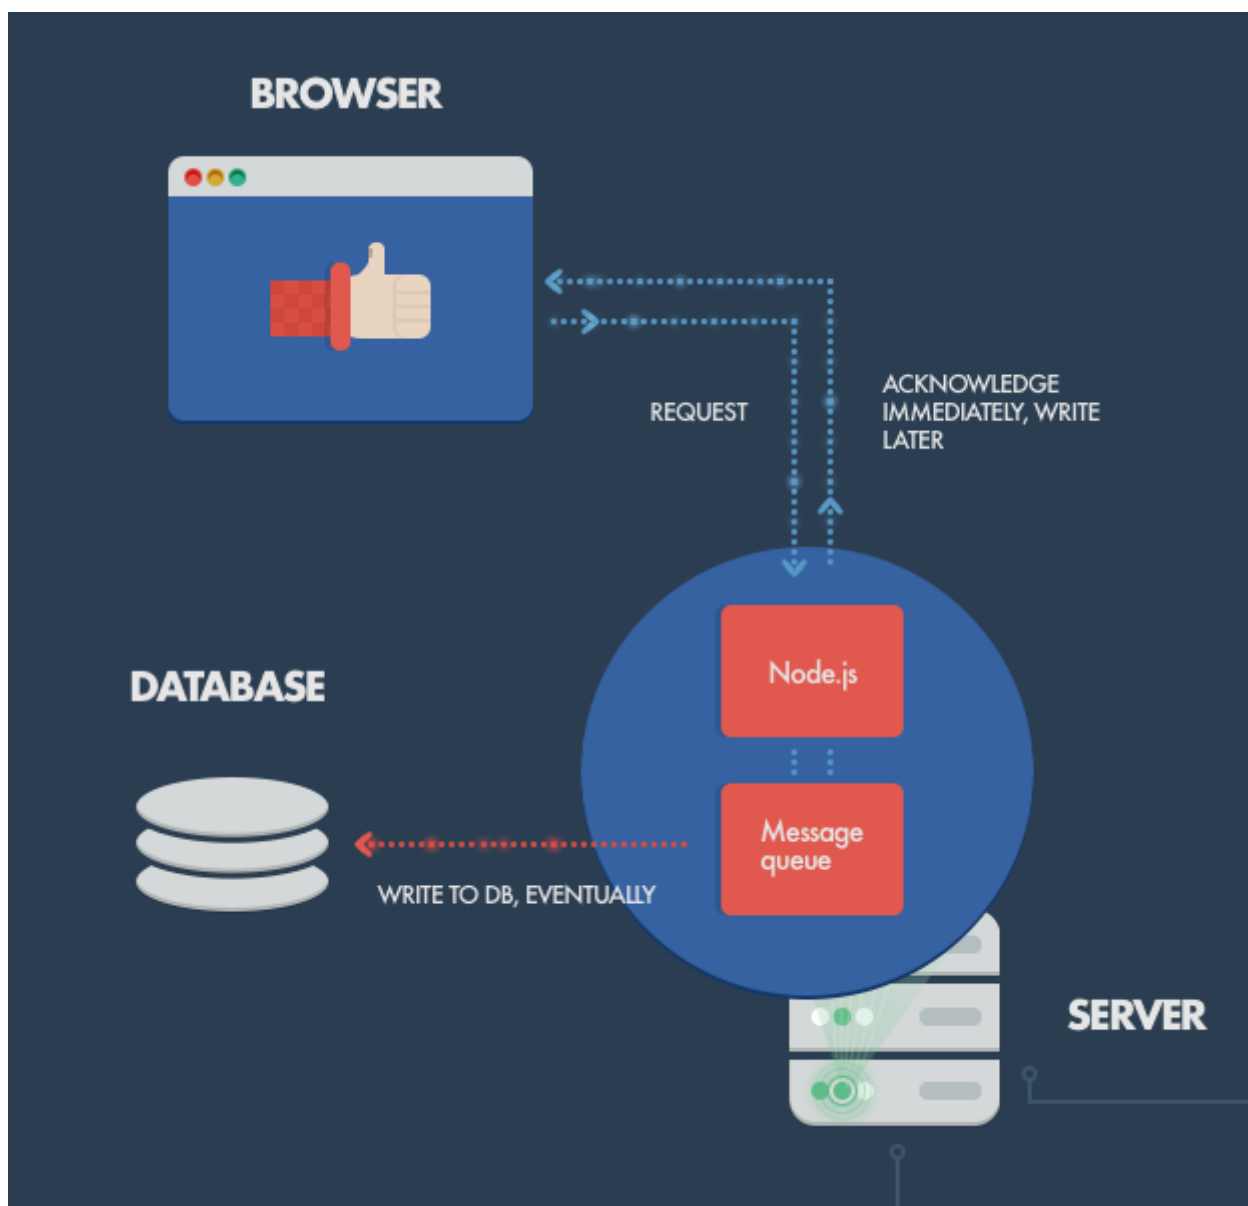 BROWSER
REQUEST
ACKNOWLEDGE
IMMEDIATELY, WRITE
LATER
Node.js
DATABASE
Message
queue
WRITE TO DB, EVENTUALLY
SERVER